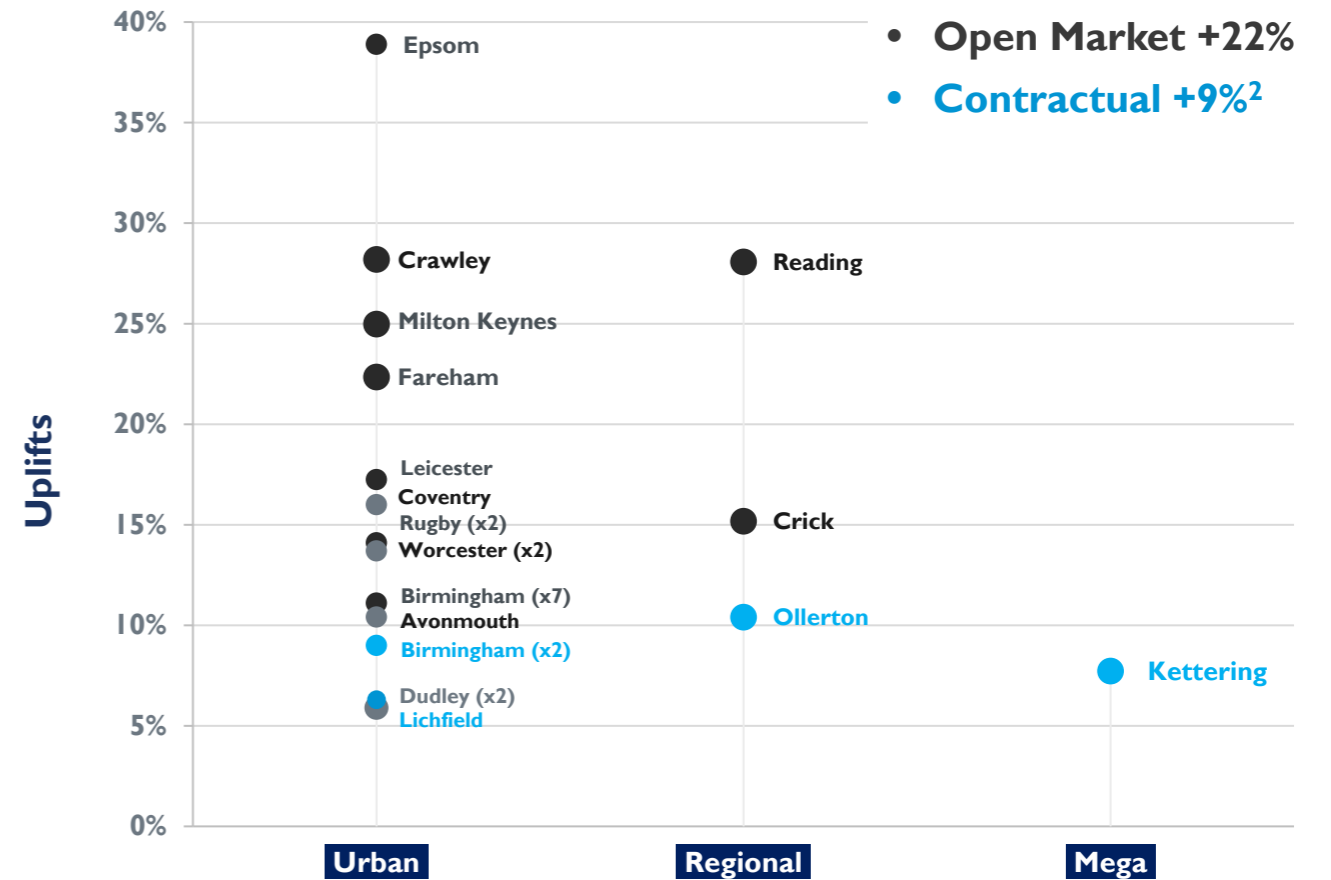 40%
35%
30%
25%
20%
15%
10%
5%
0%
Uplifts
• Open Market +22%
• Contractual +9%²
Epsom
Crawley
Milton Keynes
Fareham
Leicester
Coventry
Rugby (x2)
Worcester (x2)
Birmingham (x7)
Avonmouth
Birmingham (x2)
Dudley (x2)
Lichfield
Reading
Crick
Ollerton
Kettering
Urban
Regional
Mega